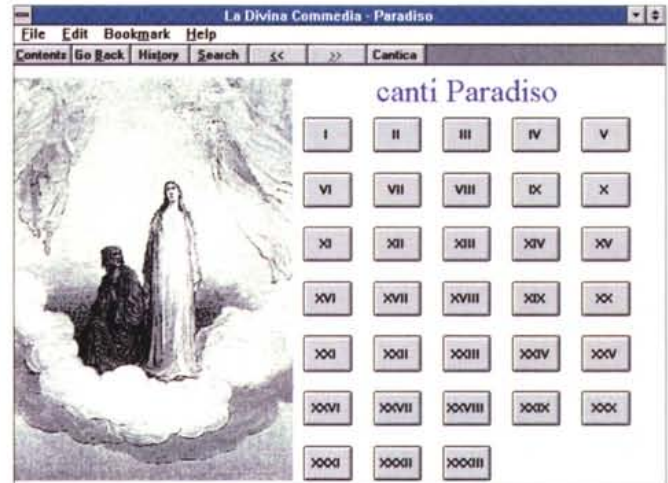 La Divina Commedia - Paradiso
File Edit Bookmark Help
Contents Go Back History Search << >> Cantica
canti Paradiso
I II III IV V
VI VII VIII IX X
XI XII XIII XIV XV
XVI XVII XVIII XIX XX
XXI XXII XXIII XXIV XXV
XXVI XXVII XXVIII XXIX XXX
XXXI XXXII XXXIII